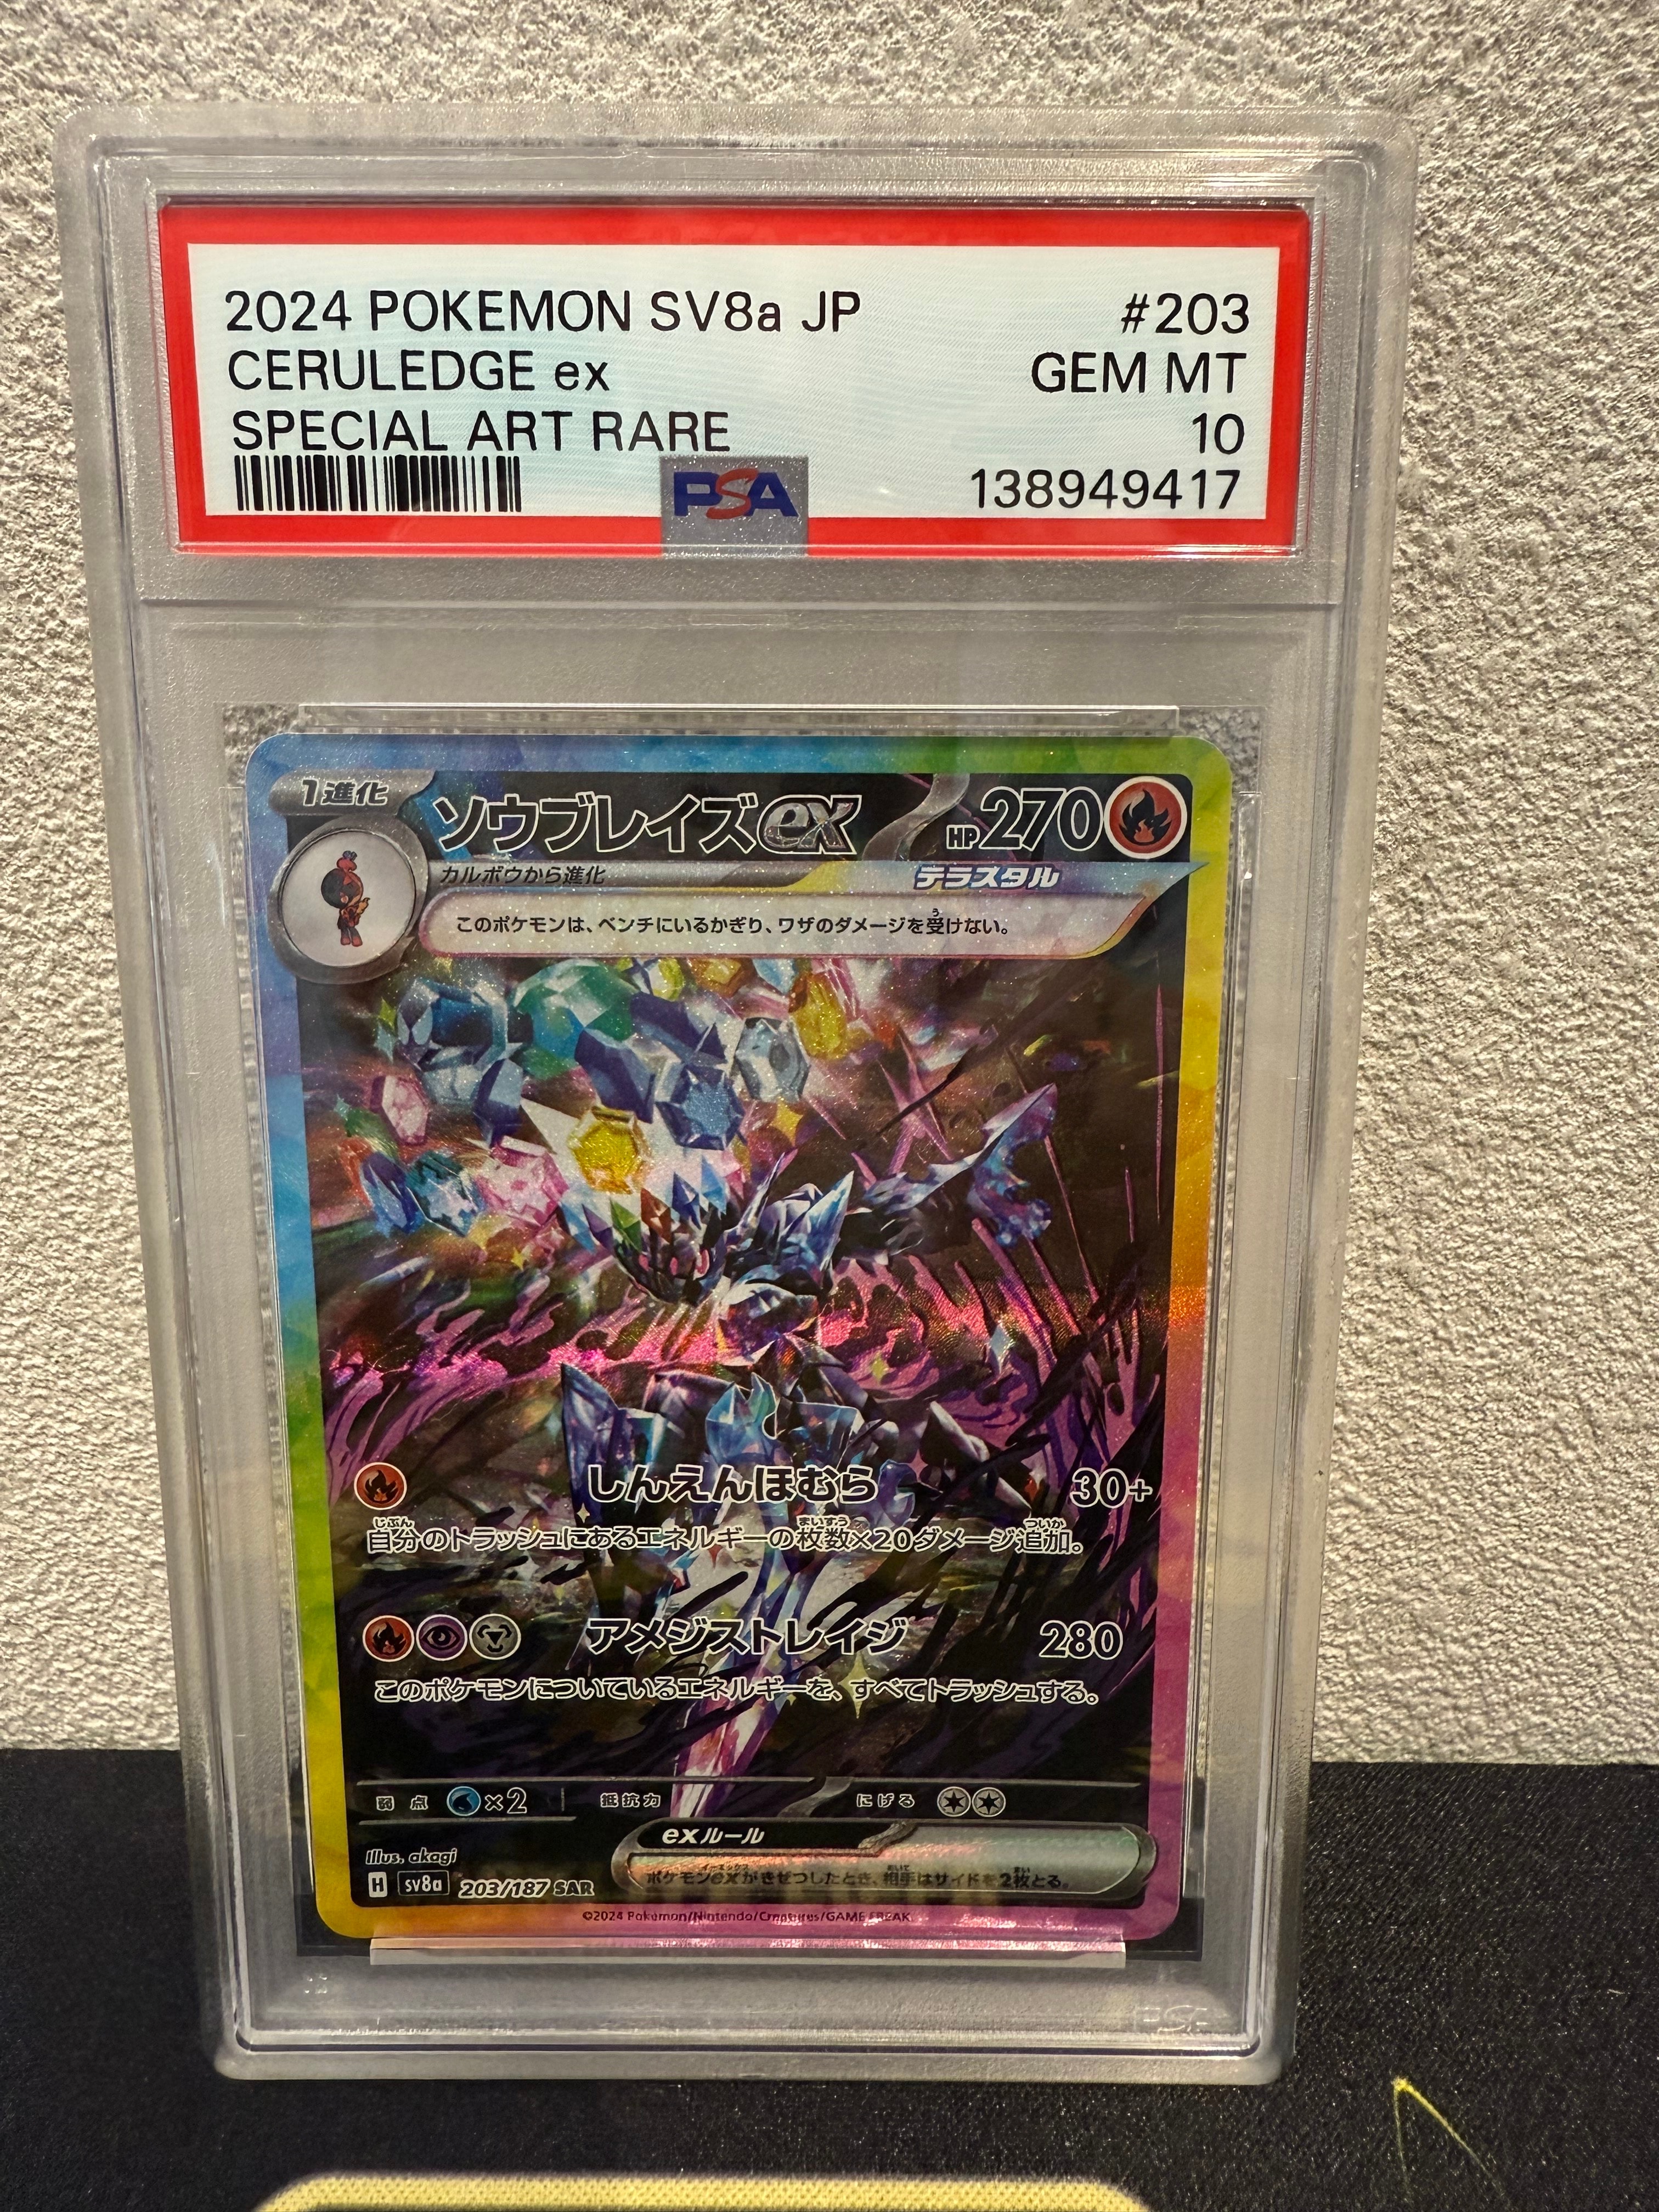 2024 POKEMON SV8a JP #203
CERULEDGE ex GEM MT
SPECIAL ART RARE 10
PSA 138949417
1進化 ソウブレイズex HP270
カルボウから進化 テラスタル
このポケモンは、ベンチにいるかぎり、ワザのダメージを受けない。
しんえんほむら 30+
自分のトラッシュにあるエネルギーの枚数×20ダメージ追加。
アメジストレイジ 280
このポケモンについているエネルギーを、すべてトラッシュする。
弱点 ×2 抵抗力 にげる
exルール
Illus. akagi
ポケモンexがきぜつしたとき、相手はサイドを2枚とる。
H sv8a 203/187 SAR
©2024 Pokémon/Nintendo/Creatures/GAME FREAK